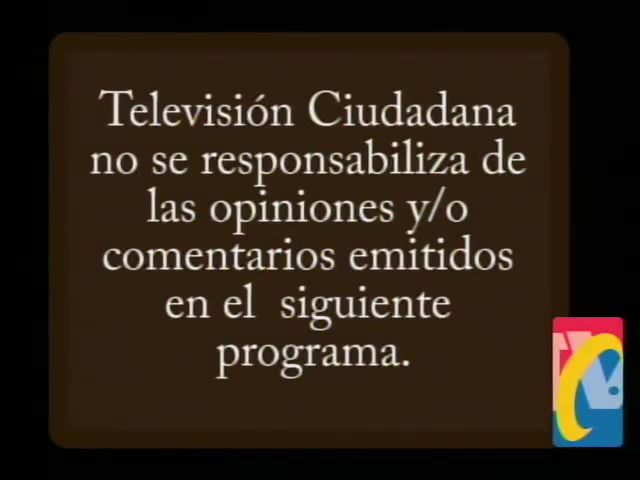 Televisión Ciudadana
no se responsabiliza de
las opiniones y/o
comentarios emitidos
en el siguiente
programa.